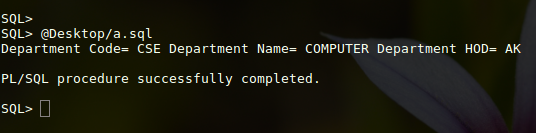 SQL>
SQL> @Desktop/a.sql
Department Code= CSE Department Name= COMPUTER Department HOD= AK
PL/SQL procedure successfully completed.
SQL>